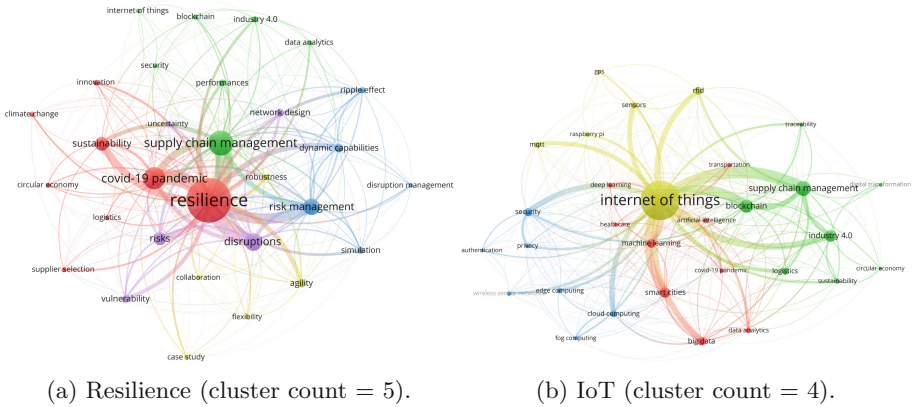 internet of things
blockchain
industry 4.0
data analytics
security
innovation
performances
ripple effect
climate change
uncertainty
network design
sustainability
supply chain management
dynamic capabilities
covid-19 pandemic
robustness
circular economy
resilience
disruption management
risk management
logistics
risks
disruptions
simulation
supplier selection
collaboration
agility
vulnerability
flexibility
case study
(a) Resilience (cluster count = 5).
gps
rfid
sensors
traceability
raspberry pi
mqtt
transportation
deep learning
supply chain management
digital transformation
internet of things
blockchain
security
artificial intelligence
healthcare
industry 4.0
machine learning
privacy
authentication
covid-19 pandemic
logistics
circular economy
sustainability
wireless sensor networks
edge computing
smart cities
cloud computing
data analytics
fog computing
big data
(b) IoT (cluster count = 4).